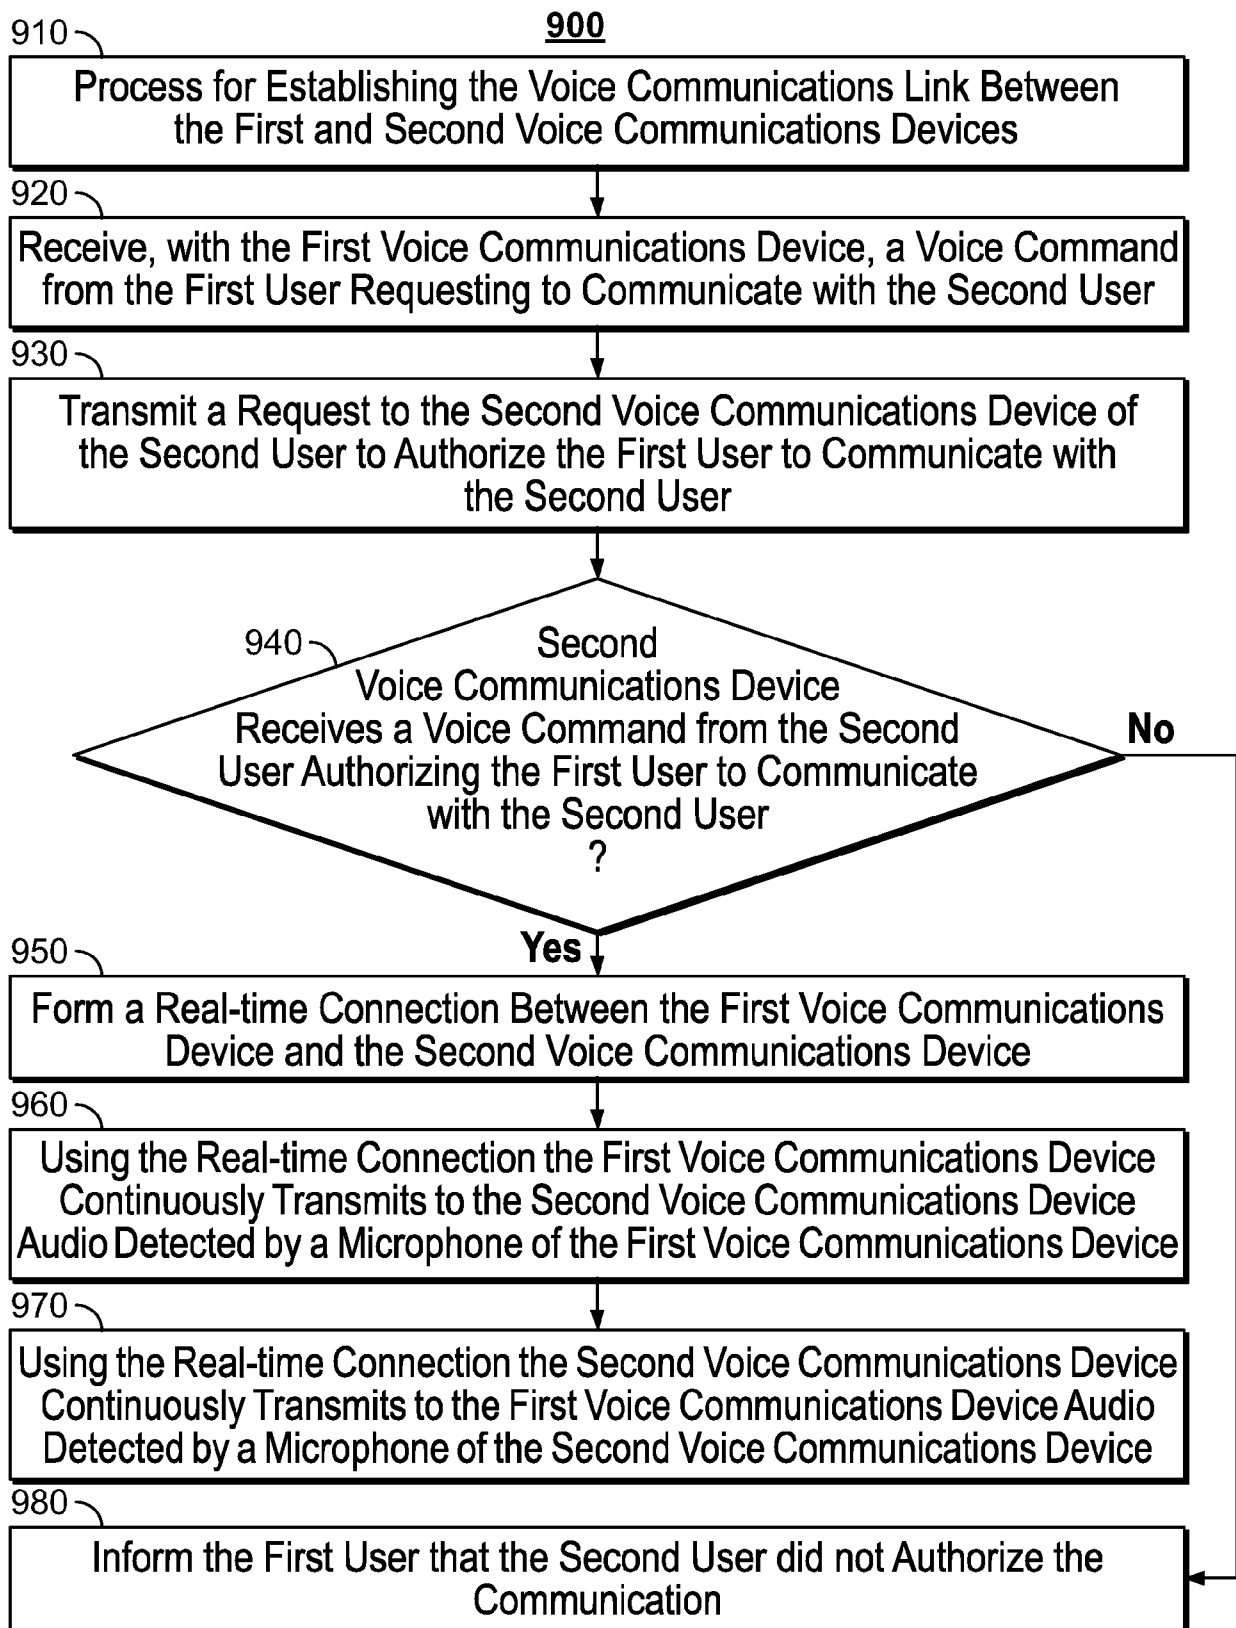 900
910
Process for Establishing the Voice Communications Link Between
the First and Second Voice Communications Devices
920
Receive, with the First Voice Communications Device, a Voice Command
from the First User Requesting to Communicate with the Second User
930
Transmit a Request to the Second Voice Communications Device of
the Second User to Authorize the First User to Communicate with
the Second User
940
Second
Voice Communications Device
Receives a Voice Command from the Second
User Authorizing the First User to Communicate
with the Second User
?
No
Yes
950
Form a Real-time Connection Between the First Voice Communications
Device and the Second Voice Communications Device
960
Using the Real-time Connection the First Voice Communications Device
Continuously Transmits to the Second Voice Communications Device
Audio Detected by a Microphone of the First Voice Communications Device
970
Using the Real-time Connection the Second Voice Communications Device
Continuously Transmits to the First Voice Communications Device Audio
Detected by a Microphone of the Second Voice Communications Device
980
Inform the First User that the Second User did not Authorize the
Communication